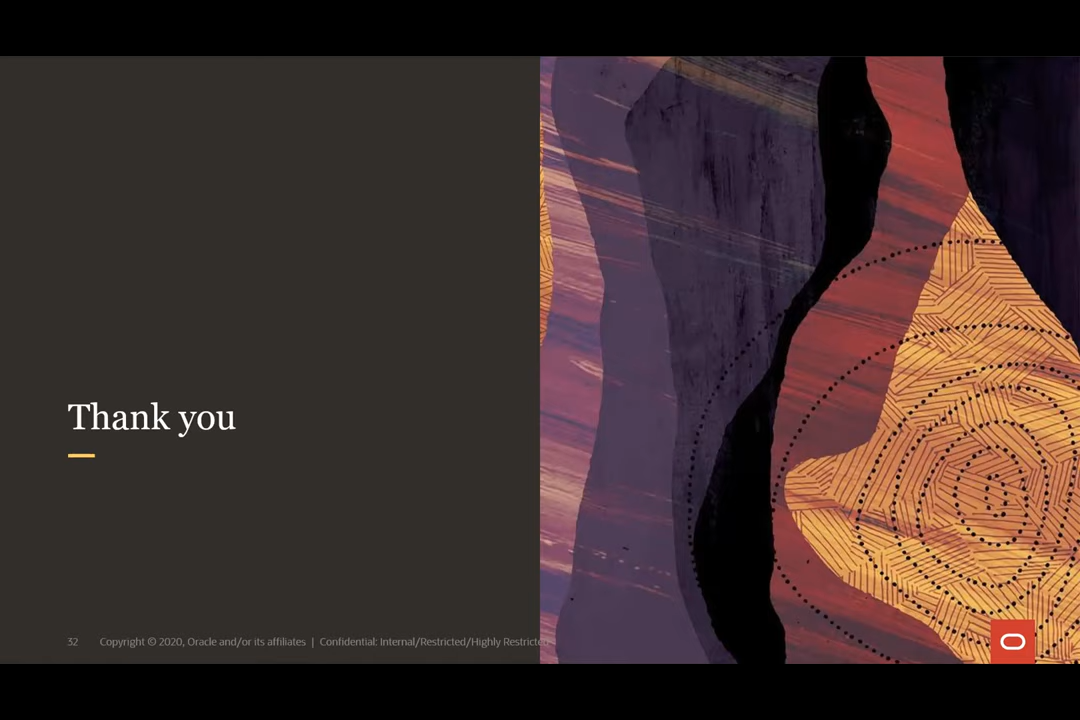 Thank you
32 Copyright © 2020, Oracle and/or its affiliates | Confidential: Internal/Restricted/Highly Restricted